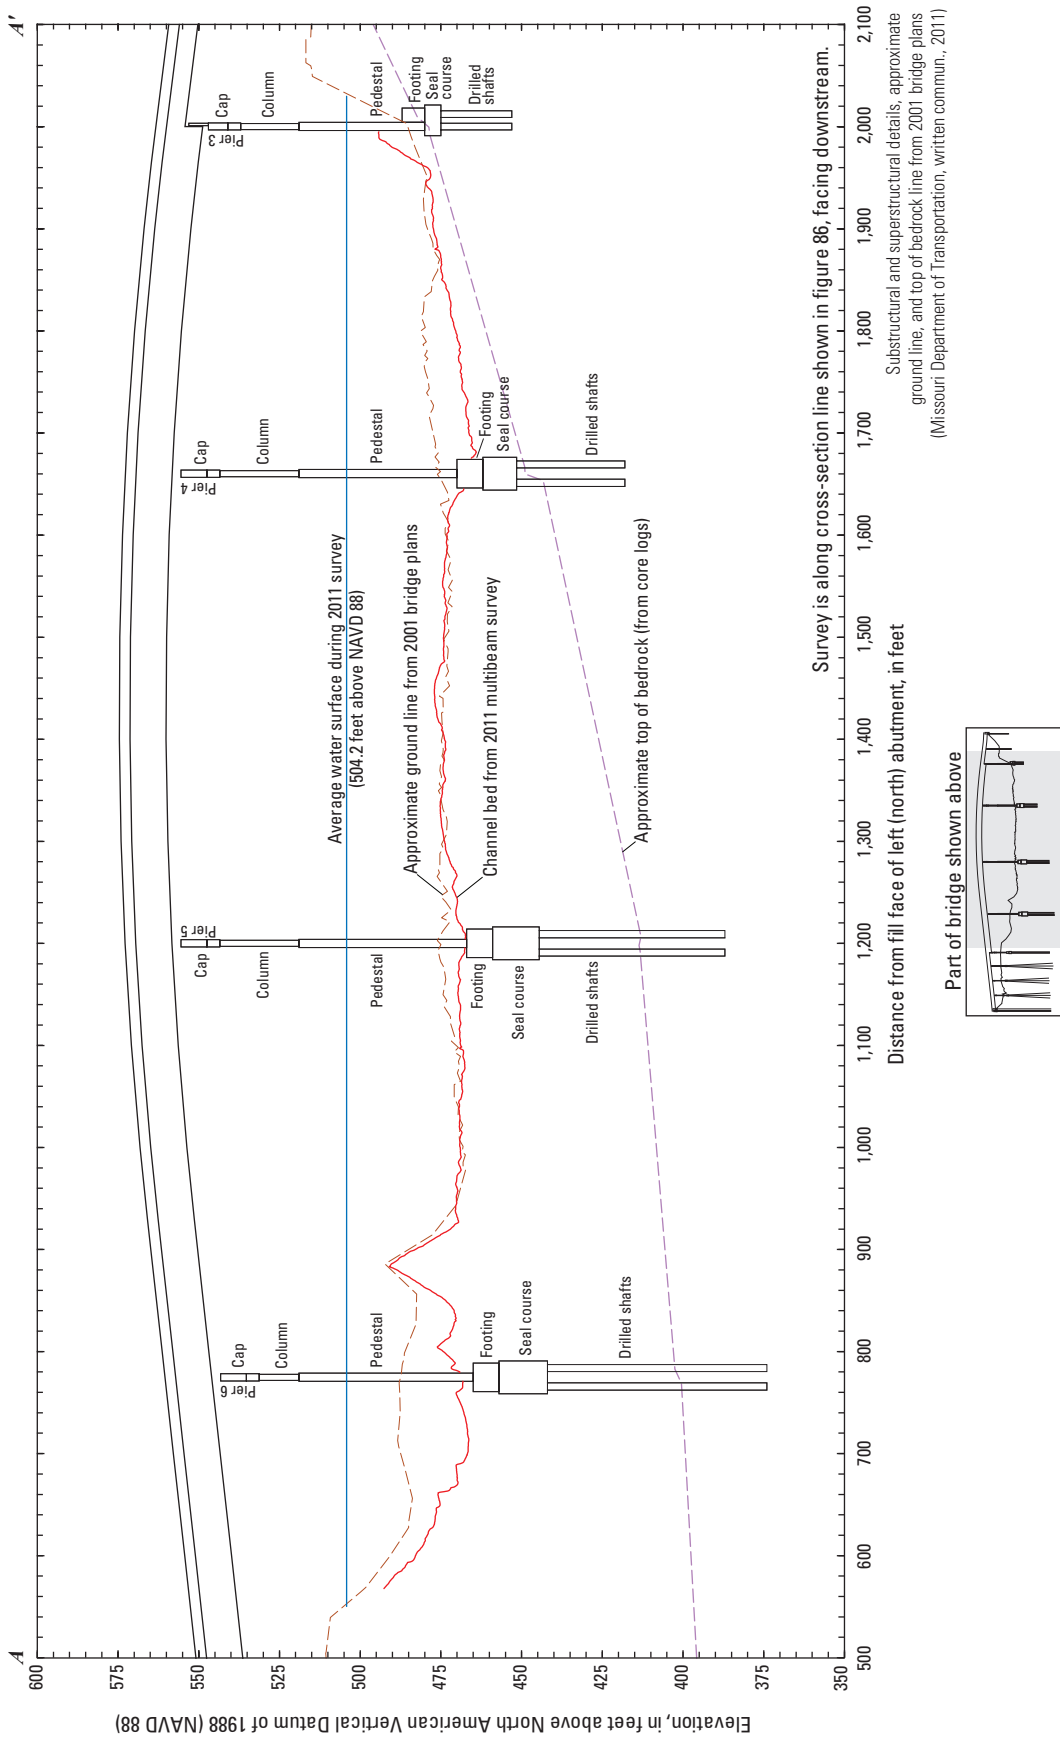 A
A'
Elevation, in feet above North American Vertical Datum of 1988 (NAVD 88)
600
575
550
525
500
475
450
425
400
375
350
Cap
Pier 6
Column
Pedestal
Footing
Seal course
Drilled shafts
Cap
Pier 5
Column
Pedestal
Footing
Seal course
Drilled shafts
Average water surface during 2011 survey
(504.2 feet above NAVD 88)
Approximate ground line from 2001 bridge plans
Channel bed from 2011 multibeam survey
Approximate top of bedrock (from core logs)
Cap
Pier 4
Column
Pedestal
Footing
Seal course
Drilled shafts
Cap
Pier 3
Column
Pedestal
Footing
Seal
course
Drilled
shafts
Survey is along cross-section line shown in figure 86, facing downstream.
500
600
700
800
900
1,000
1,100
1,200
1,300
1,400
1,500
1,600
1,700
1,800
1,900
2,000
2,100
Distance from fill face of left (north) abutment, in feet
Substructural and superstructural details, approximate
ground line, and top of bedrock line from 2001 bridge plans
(Missouri Department of Transportation, written commun., 2011)
Part of bridge shown above